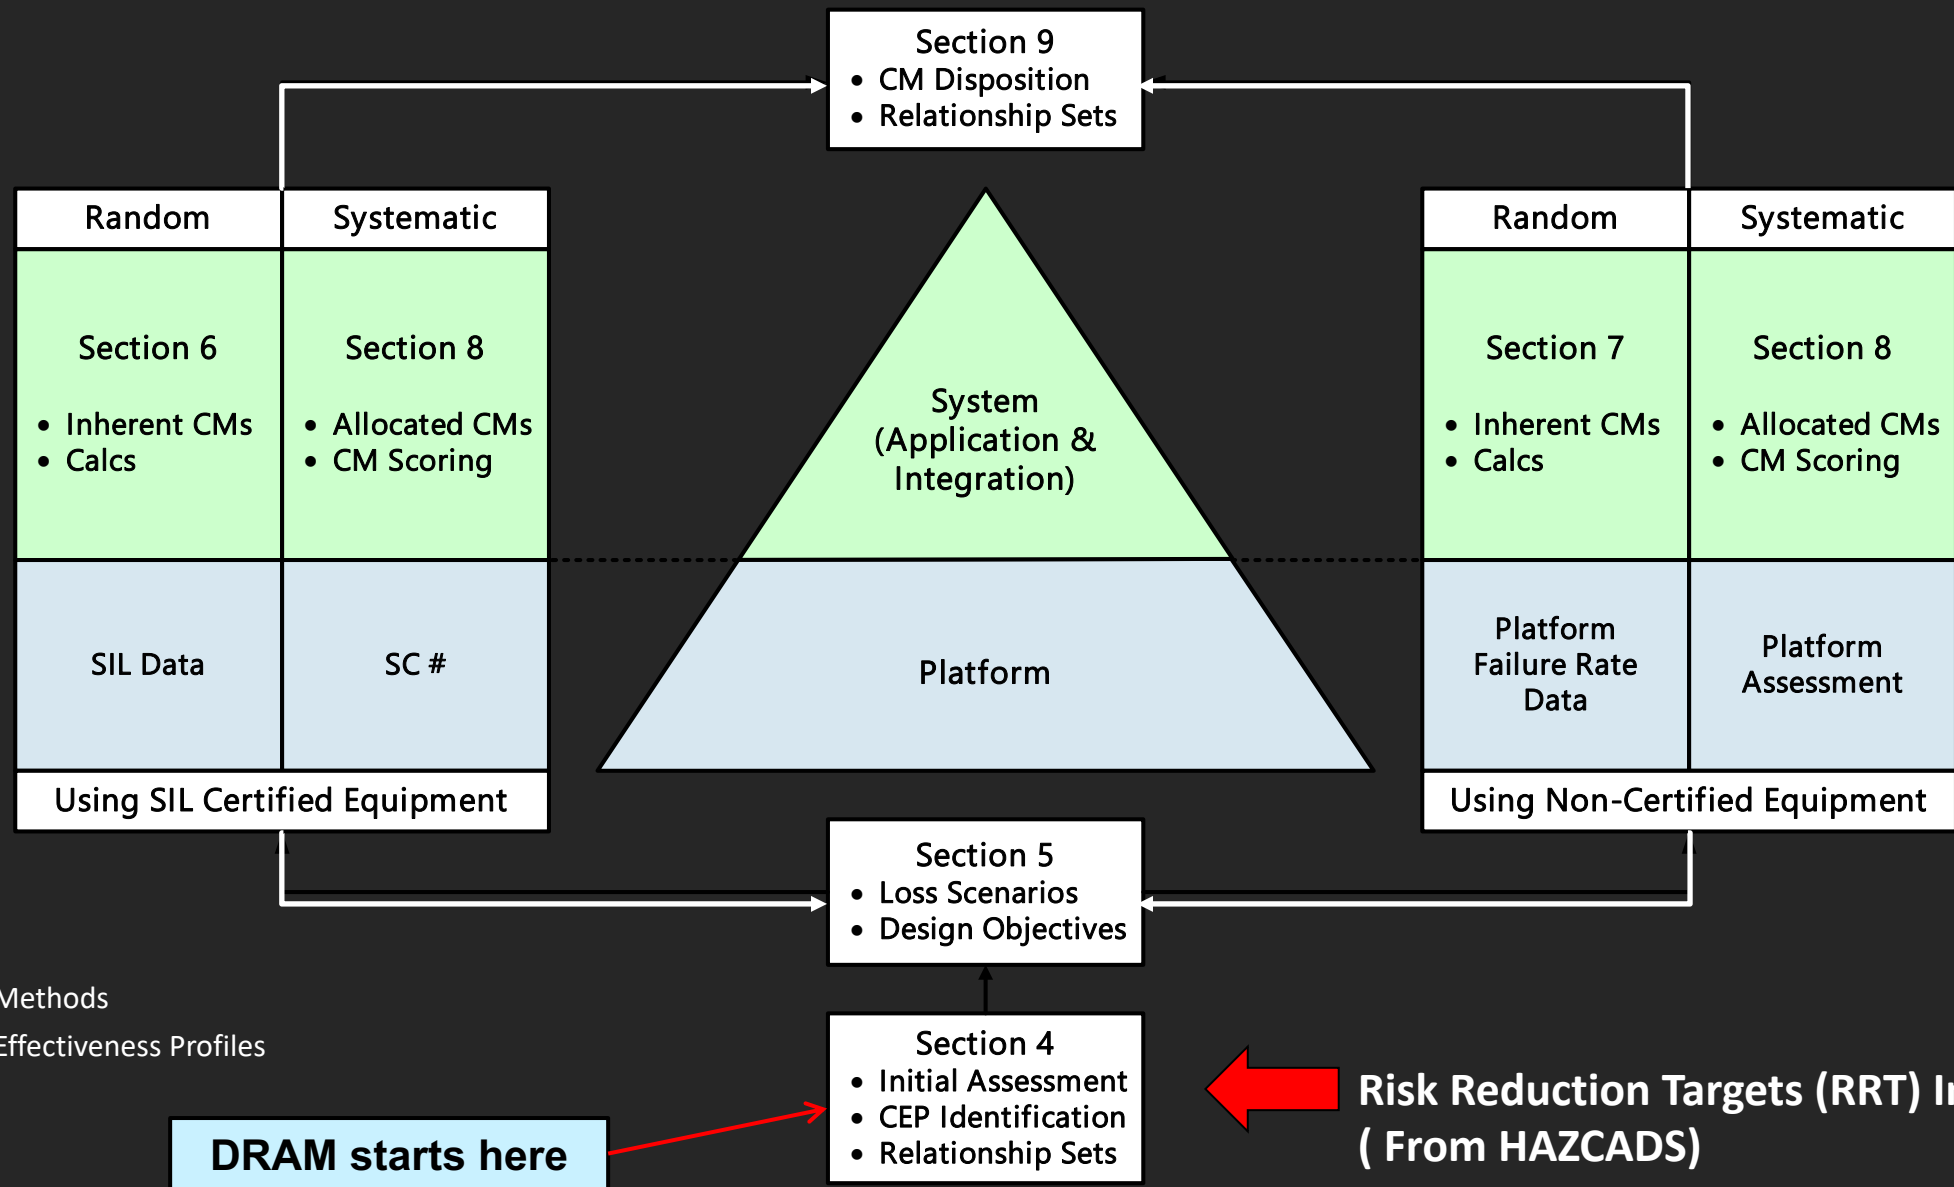 Section 9
• CM Disposition
• Relationship Sets
Random
Systematic
Section 6
• Inherent CMs
• Calcs
Section 8
• Allocated CMs
• CM Scoring
SIL Data
SC #
Using SIL Certified Equipment
System
(Application &
Integration)
Platform
Random
Systematic
Section 7
• Inherent CMs
• Calcs
Section 8
• Allocated CMs
• CM Scoring
Platform
Failure Rate
Data
Platform
Assessment
Using Non-Certified Equipment
Section 5
• Loss Scenarios
• Design Objectives
Methods
Effectiveness Profiles
Section 4
• Initial Assessment
• CEP Identification
• Relationship Sets
DRAM starts here
Risk Reduction Targets (RRT)
( From HAZCADS)